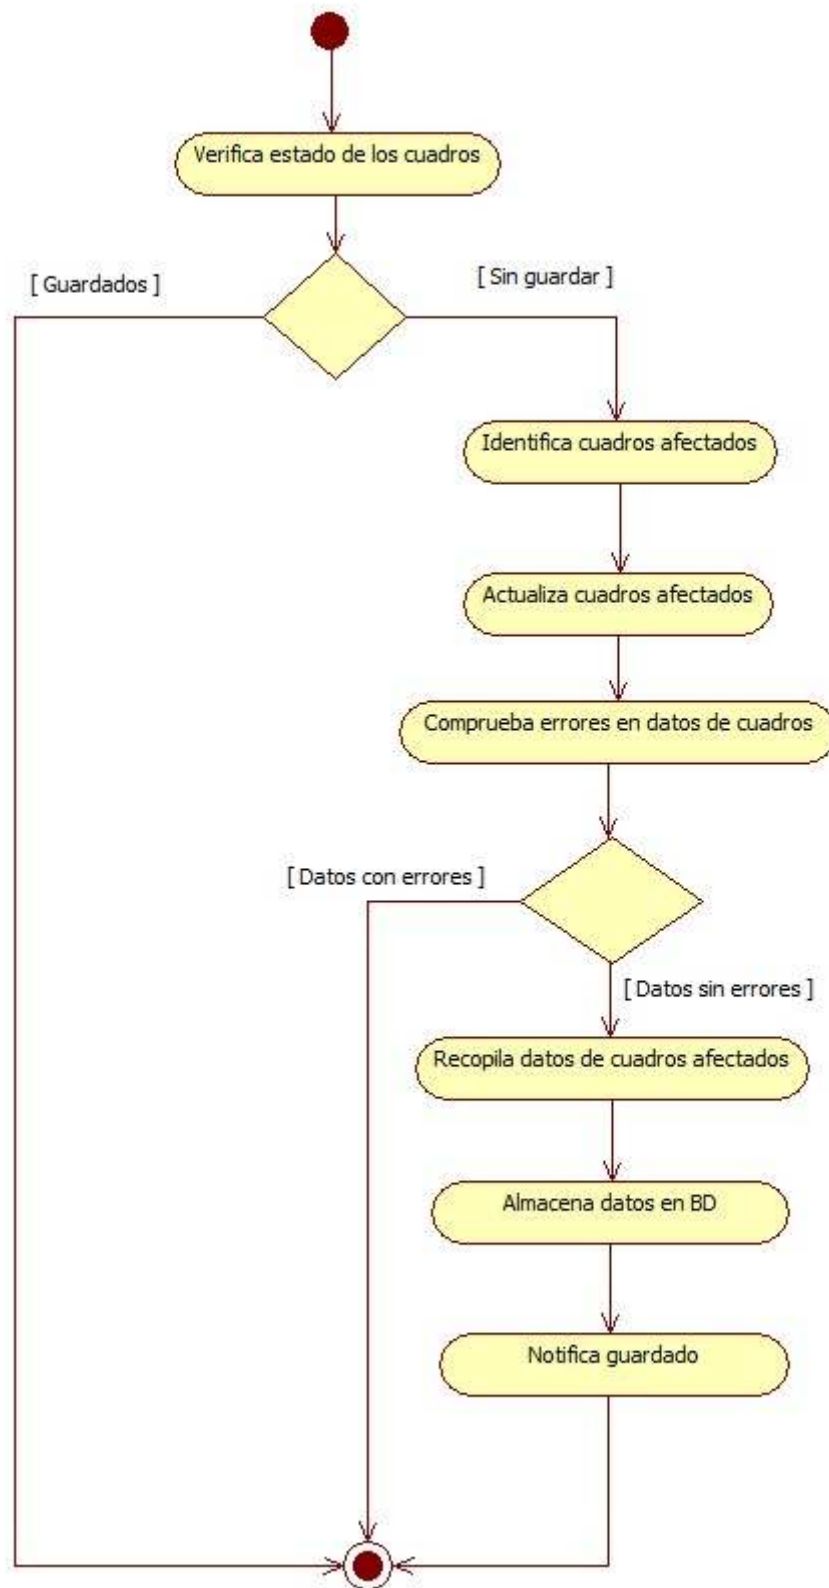 Verifica estado de los cuadros
[ Guardados ]
[ Sin guardar ]
Identifica cuadros afectados
Actualiza cuadros afectados
Comprueba errores en datos de cuadros
[ Datos con errores ]
[ Datos sin errores ]
Recopila datos de cuadros afectados
Almacena datos en BD
Notifica guardado